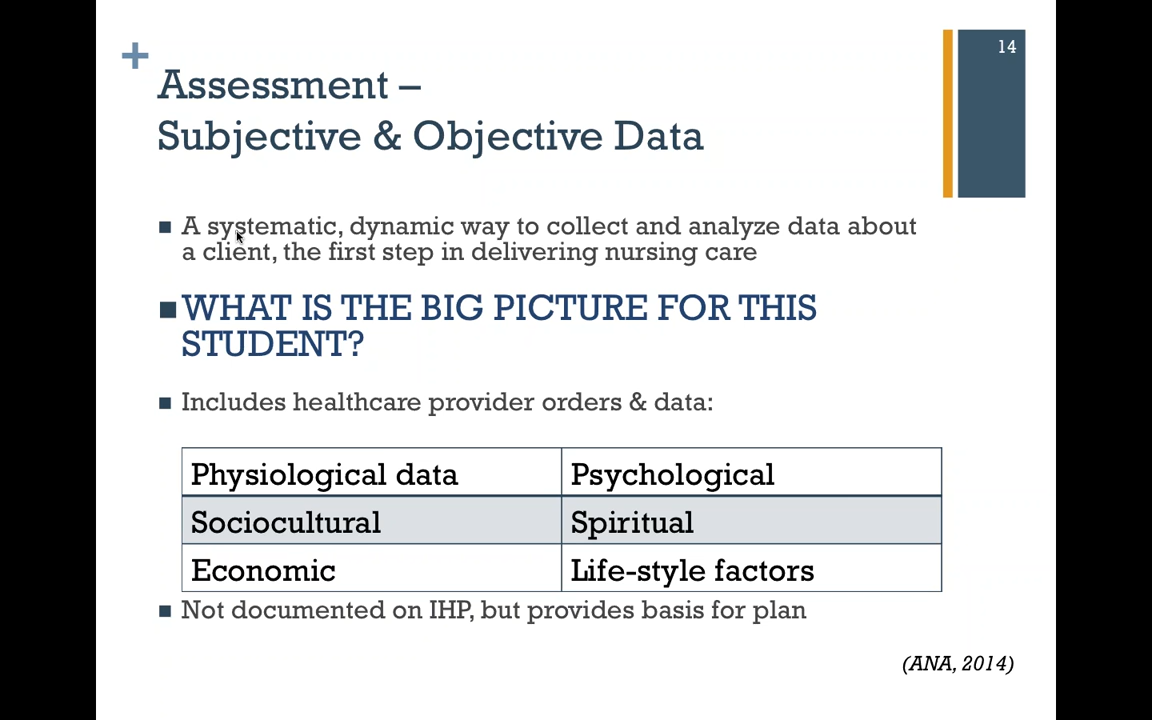 14
+
Assessment –
Subjective & Objective Data
■ A systematic, dynamic way to collect and analyze data about
a client, the first step in delivering nursing care
■ WHAT IS THE BIG PICTURE FOR THIS
STUDENT?
■ Includes healthcare provider orders & data:
Physiological data Psychological
Sociocultural Spiritual
Economic Life-style factors
■ Not documented on IHP, but provides basis for plan
(ANA, 2014)